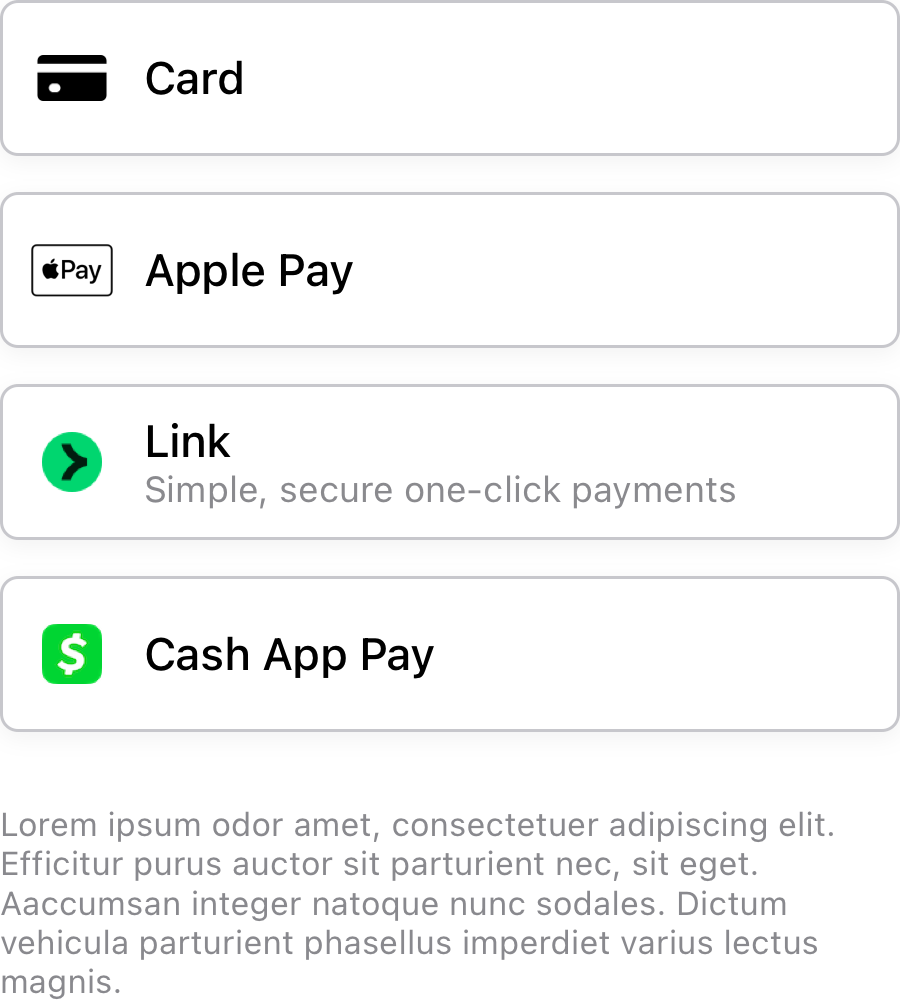 Card
Pay
Apple Pay
Link
Simple, secure one-click payments
$
Cash App Pay
Lorem ipsum odor amet, consectetuer adipiscing elit.
Efficitur purus auctor sit parturient nec, sit eget.
Aaccumsan integer natoque nunc sodales. Dictum
vehicula parturient phasellus imperdiet varius lectus
magnis.